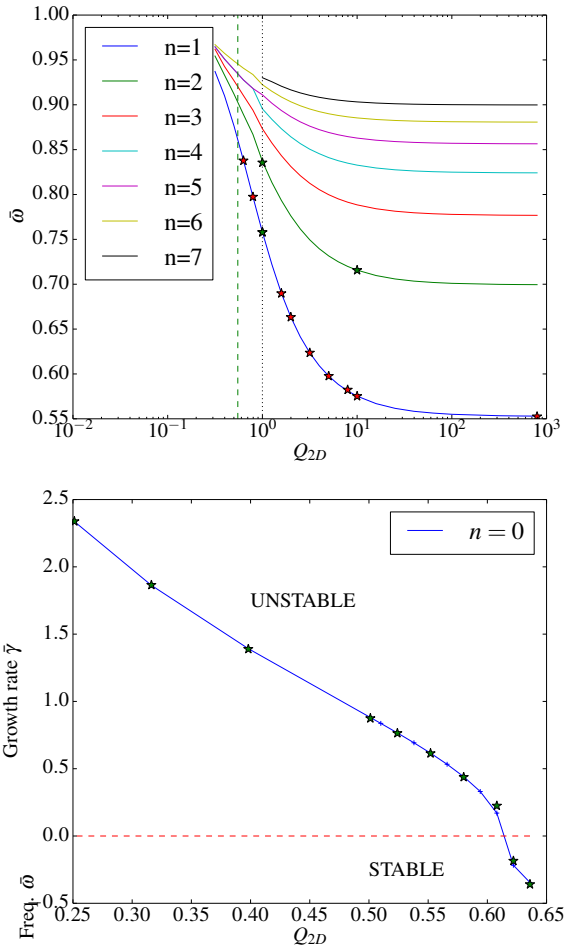 1.00
0.95
0.90
0.85
0.80
0.75
0.70
0.65
0.60
0.55
ω̄
n=1
n=2
n=3
n=4
n=5
n=6
n=7
10⁻² 10⁻¹ 10⁰ 10¹ 10² 10³
Q₂D
2.5
2.0
1.5
1.0
0.5
0.0
−0.5
Growth rate γ̄
Freq. ω̄
n = 0
UNSTABLE
STABLE
0.25 0.30 0.35 0.40 0.45 0.50 0.55 0.60 0.65
Q₂D